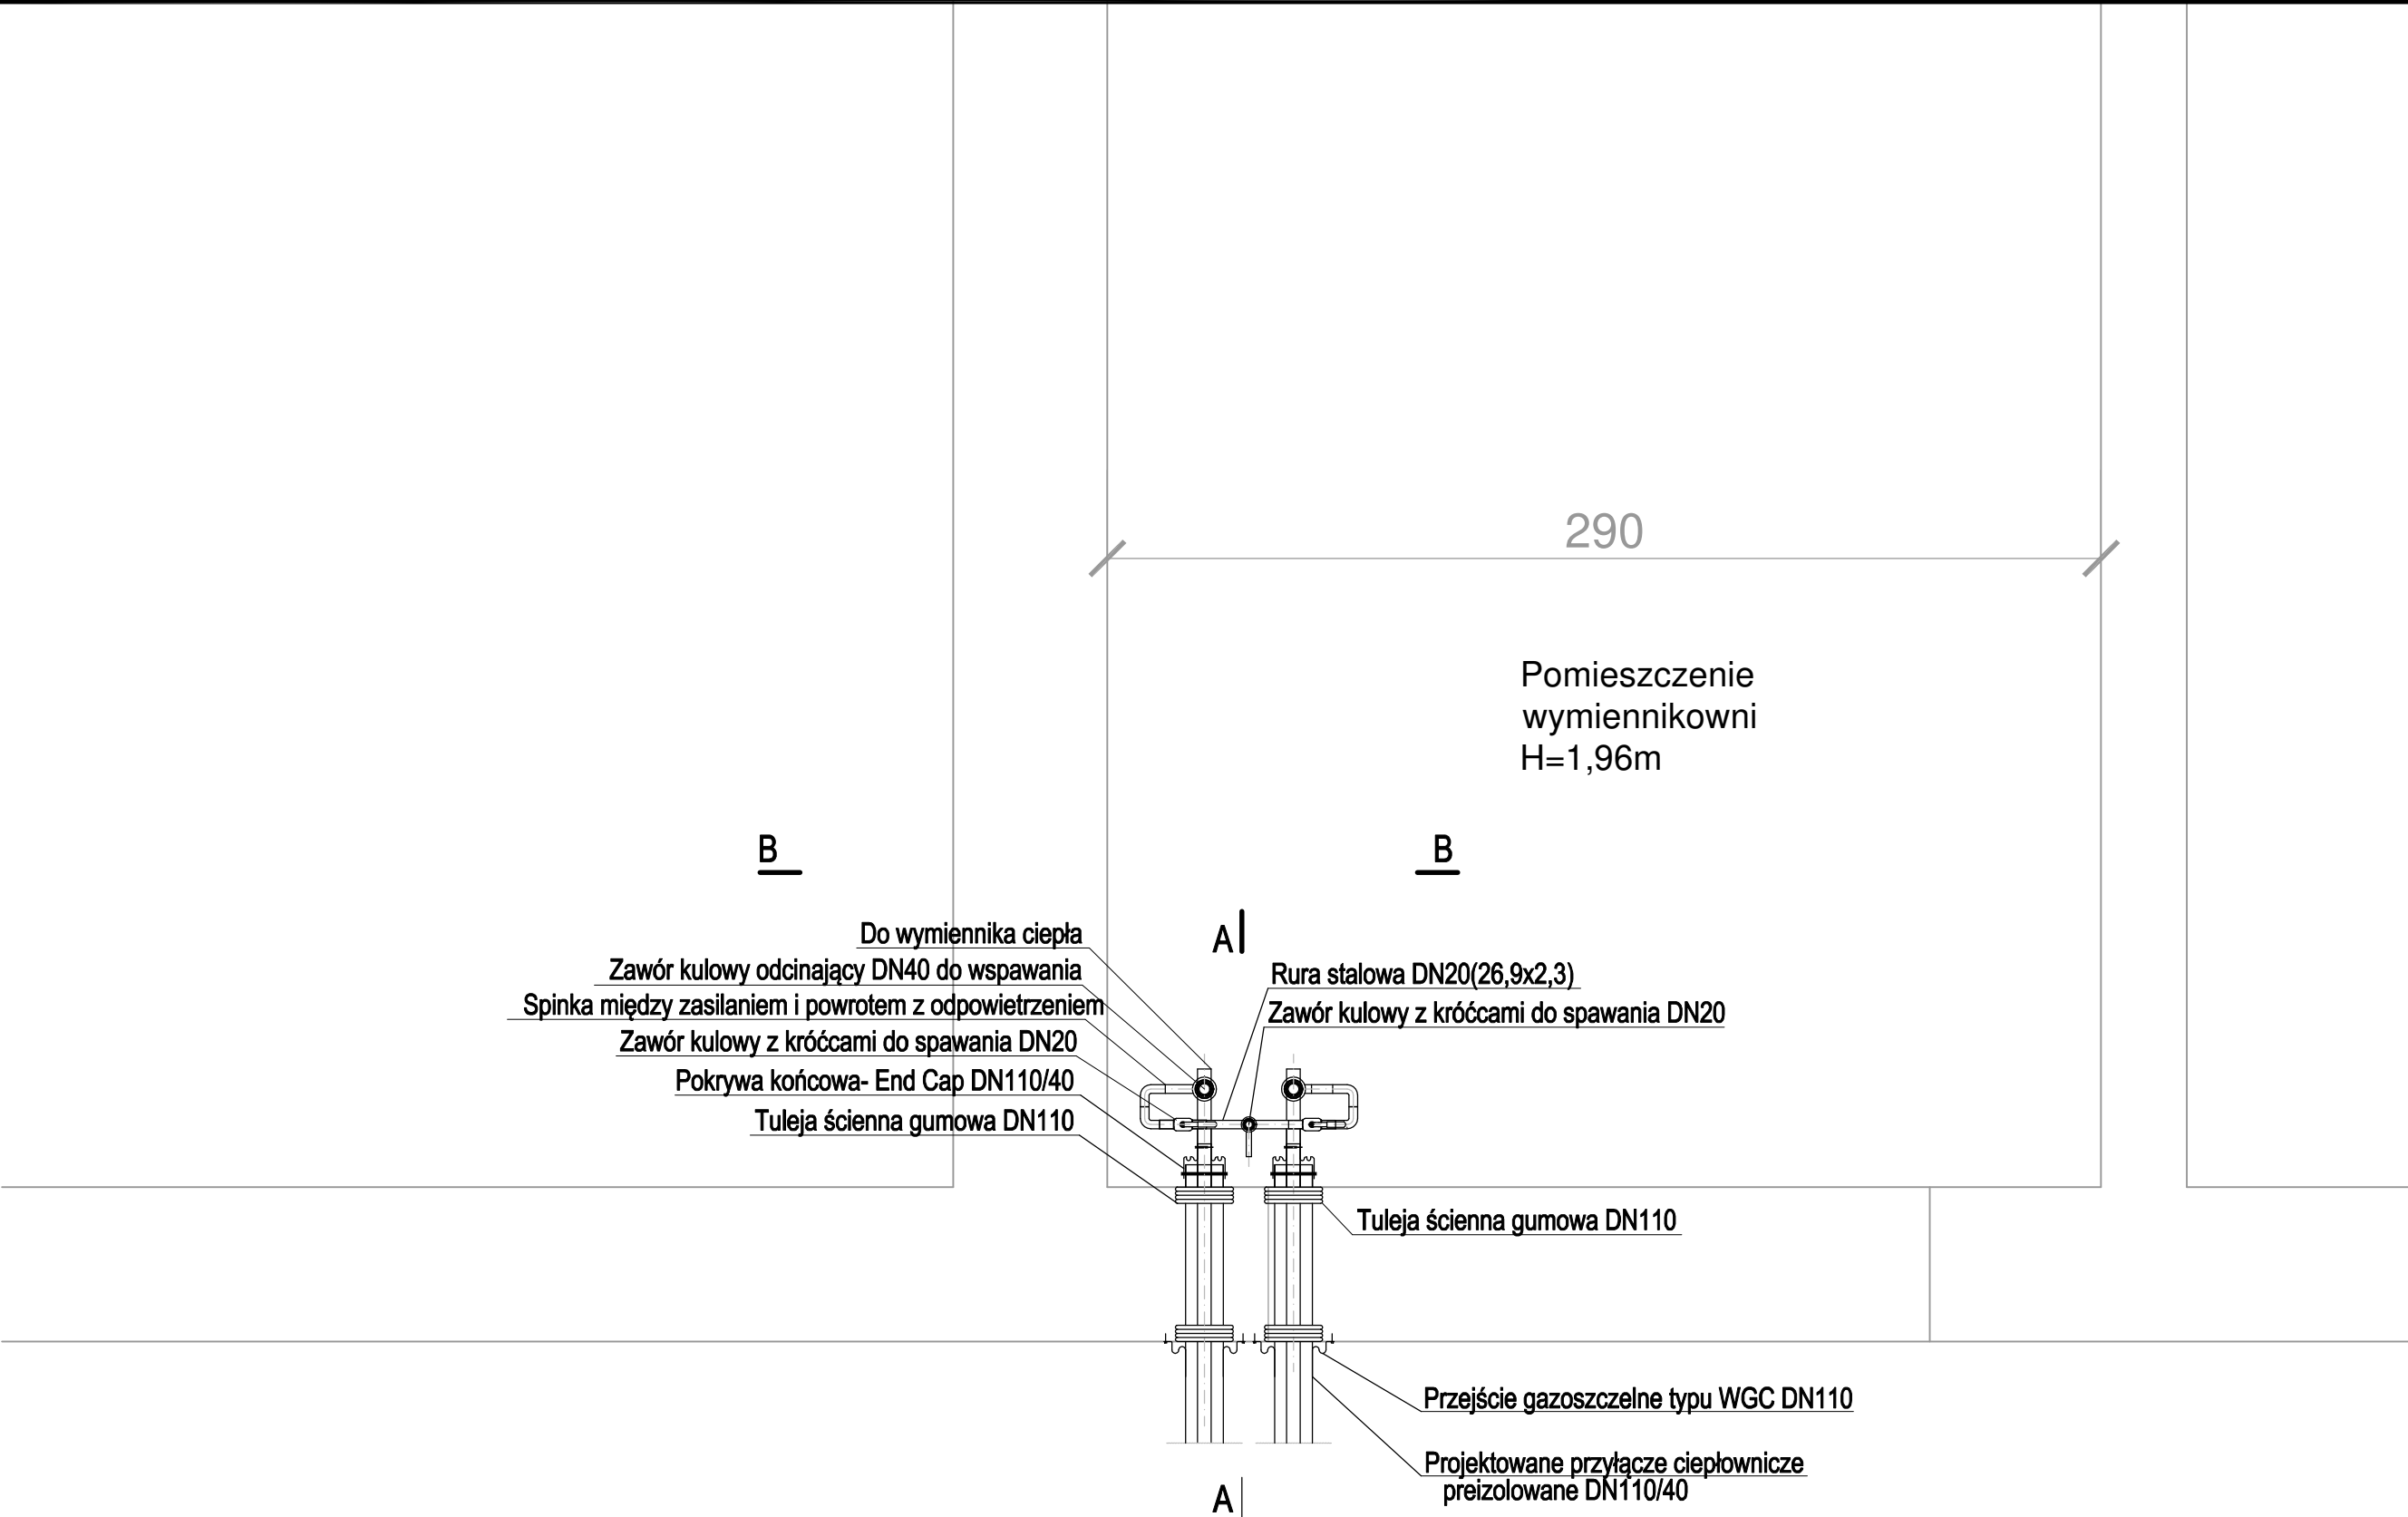 290
Pomieszczenie
wymiennikowni
H=1,96m
B
B
A
Do wymiennika ciepła
Zawór kulowy odcinający DN40 do wspawania
Spinka między zasilaniem i powrotem z odpowietrzeniem
Zawór kulowy z króćcami do spawania DN20
Pokrywa końcowa- End Cap DN110/40
Tuleja ścienna gumowa DN110
Rura stalowa DN20(26,9x2,3)
Zawór kulowy z króćcami do spawania DN20
Tuleja ścienna gumowa DN110
Przejście gazoszczelne typu WGC DN110
Projektowane przyłącze ciepłownicze
preizolowane DN110/40
A